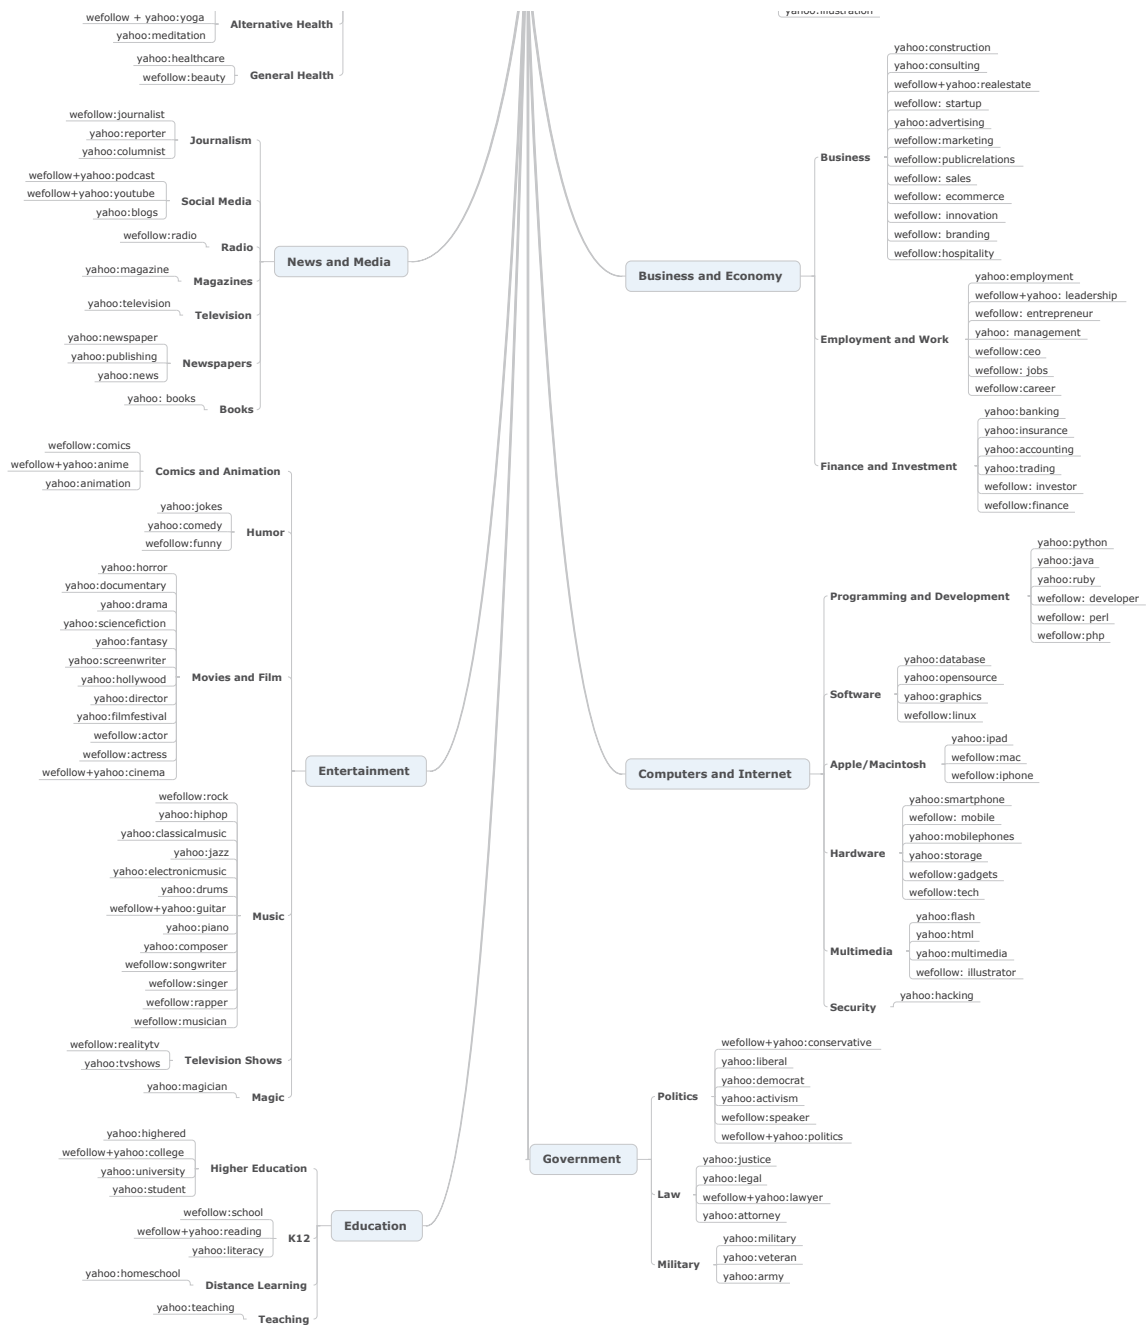 wefollow + yahoo:yoga
yahoo:meditation
Alternative Health
yahoo:healthcare
wefollow:beauty
General Health
wefollow:journalist
yahoo:reporter
yahoo:columnist
Journalism
wefollow+yahoo:podcast
wefollow+yahoo:youtube
yahoo:blogs
Social Media
wefollow:radio
Radio
News and Media
yahoo:magazine
Magazines
yahoo:television
Television
yahoo:newspaper
yahoo:publishing
yahoo:news
Newspapers
yahoo: books
Books
wefollow:comics
wefollow+yahoo:anime
yahoo:animation
Comics and Animation
yahoo:jokes
yahoo:comedy
wefollow:funny
Humor
yahoo:horror
yahoo:documentary
yahoo:drama
yahoo:sciencefiction
yahoo:fantasy
yahoo:screenwriter
yahoo:hollywood
yahoo:director
yahoo:filmfestival
wefollow:actor
wefollow:actress
wefollow+yahoo:cinema
Movies and Film
Entertainment
wefollow:rock
yahoo:hiphop
yahoo:classicalmusic
yahoo:jazz
yahoo:electronicmusic
yahoo:drums
wefollow+yahoo:guitar
yahoo:piano
yahoo:composer
wefollow:songwriter
wefollow:singer
wefollow:rapper
wefollow:musician
Music
wefollow:realitytv
yahoo:tvshows
Television Shows
yahoo:magician
Magic
yahoo:highered
wefollow+yahoo:college
yahoo:university
yahoo:student
Higher Education
wefollow:school
wefollow+yahoo:reading
yahoo:literacy
K12
Education
yahoo:homeschool
Distance Learning
yahoo:teaching
Teaching
yahoo:illustration
yahoo:construction
yahoo:consulting
wefollow+yahoo:realestate
wefollow: startup
yahoo:advertising
wefollow:marketing
wefollow:publicrelations
wefollow: sales
wefollow: ecommerce
wefollow: innovation
wefollow: branding
wefollow:hospitality
Business
Business and Economy
yahoo:employment
wefollow+yahoo: leadership
wefollow: entrepreneur
yahoo: management
wefollow:ceo
wefollow: jobs
wefollow:career
Employment and Work
yahoo:banking
yahoo:insurance
yahoo:accounting
yahoo:trading
wefollow: investor
wefollow:finance
Finance and Investment
yahoo:python
yahoo:java
yahoo:ruby
wefollow: developer
wefollow: perl
wefollow:php
Programming and Development
yahoo:database
yahoo:opensource
yahoo:graphics
wefollow:linux
Software
yahoo:ipad
wefollow:mac
wefollow:iphone
Apple/Macintosh
Computers and Internet
yahoo:smartphone
wefollow: mobile
yahoo:mobilephones
yahoo:storage
wefollow:gadgets
wefollow:tech
Hardware
yahoo:flash
yahoo:html
yahoo:multimedia
wefollow: illustrator
Multimedia
yahoo:hacking
Security
wefollow+yahoo:conservative
yahoo:liberal
yahoo:democrat
yahoo:activism
wefollow:speaker
wefollow+yahoo:politics
Politics
Government
yahoo:justice
yahoo:legal
wefollow+yahoo:lawyer
yahoo:attorney
Law
yahoo:military
yahoo:veteran
yahoo:army
Military